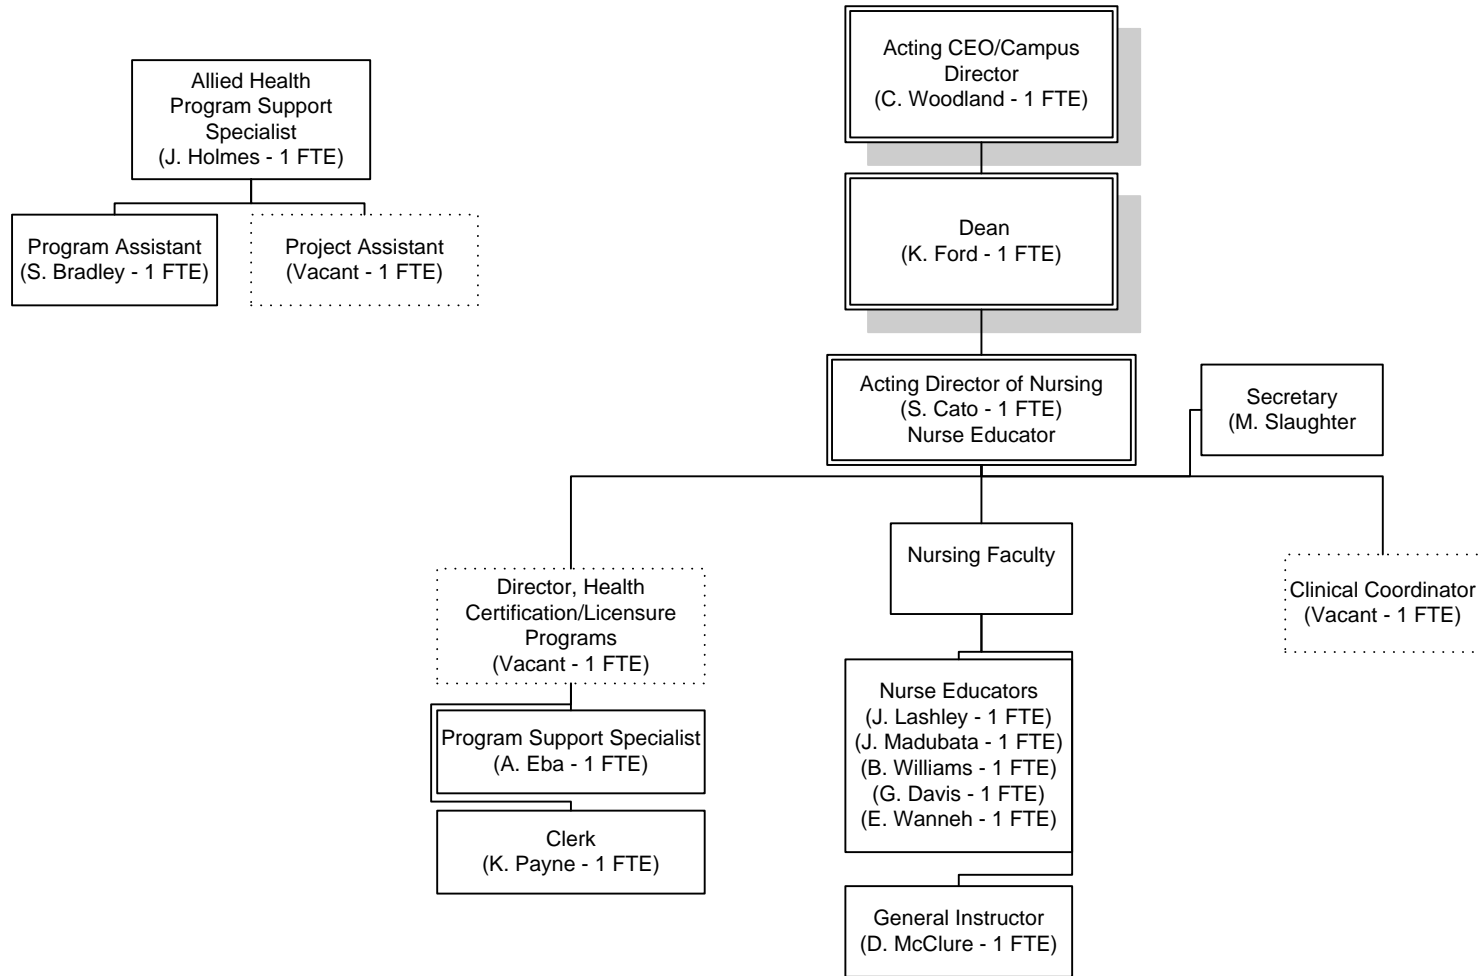 Acting CEO/Campus
Director
(C. Woodland - 1 FTE)
Allied Health
Program Support
Specialist
(J. Holmes - 1 FTE)
Program Assistant
(S. Bradley - 1 FTE)
Project Assistant
(Vacant - 1 FTE)
Dean
(K. Ford - 1 FTE)
Acting Director of Nursing
(S. Cato - 1 FTE)
Nurse Educator
Secretary
(M. Slaughter
Director, Health
Certification/Licensure
Programs
(Vacant - 1 FTE)
Nursing Faculty
Clinical Coordinator
(Vacant - 1 FTE)
Program Support Specialist
(A. Eba - 1 FTE)
Clerk
(K. Payne - 1 FTE)
Nurse Educators
(J. Lashley - 1 FTE)
(J. Madubata - 1 FTE)
(B. Williams - 1 FTE)
(G. Davis - 1 FTE)
(E. Wanneh - 1 FTE)
General Instructor
(D. McClure - 1 FTE)